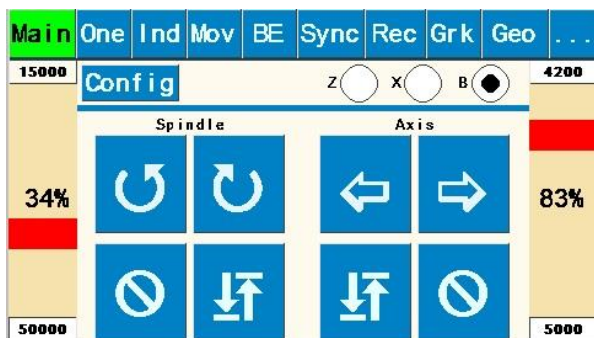 Main One Ind Mov BE Sync Rec Grk Geo ...
15000 Config Z X B 4200
Spindle Axis
34% 83%
50000 5000